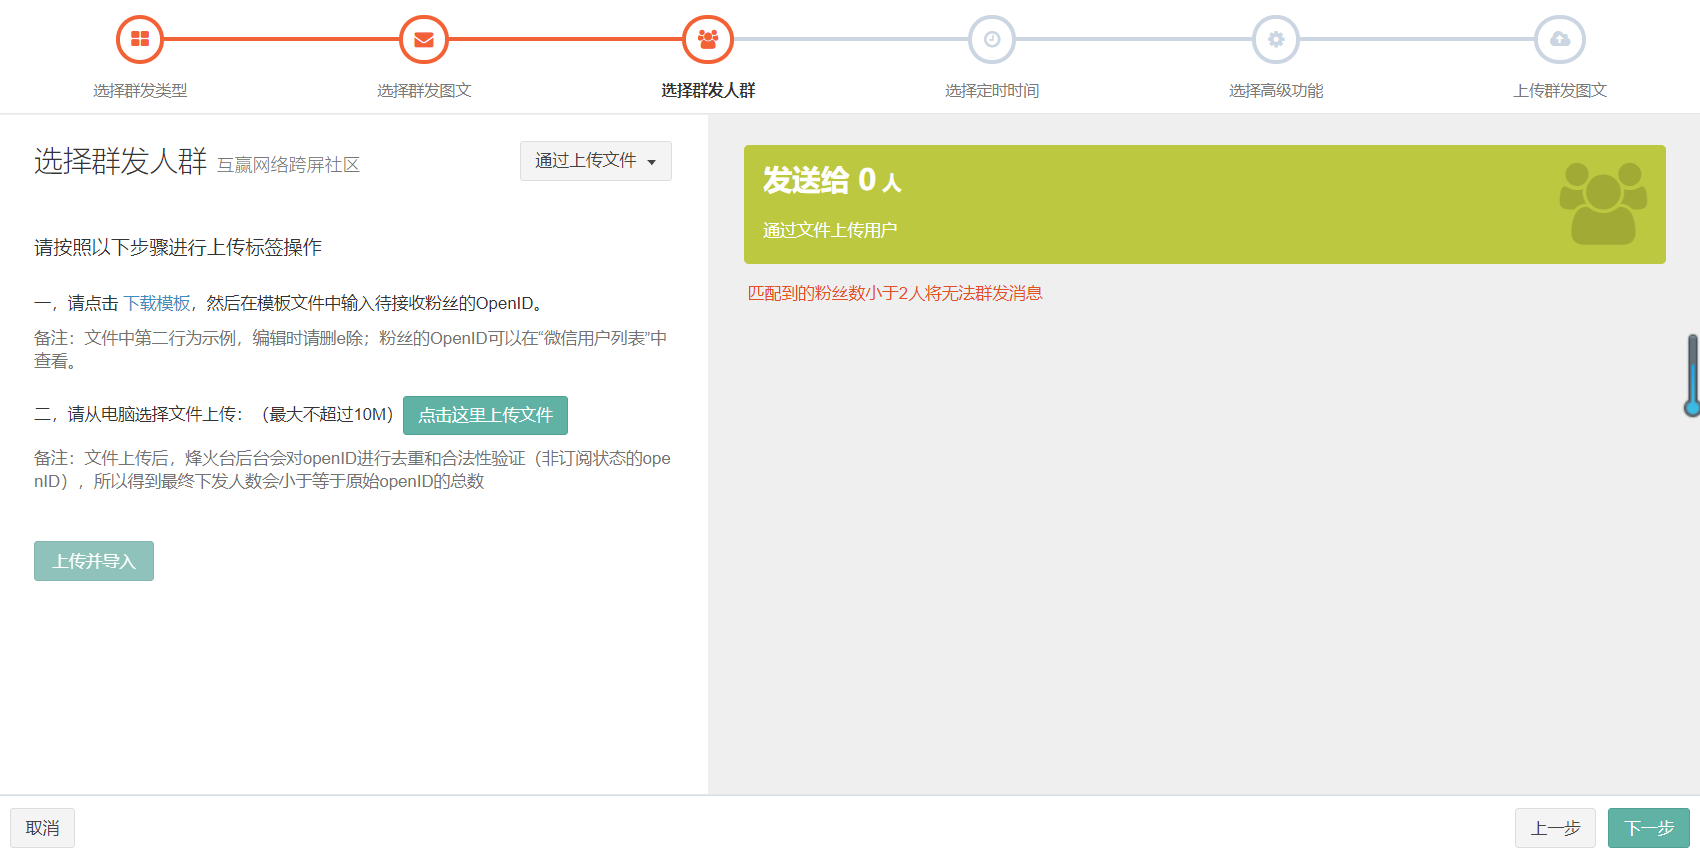 选择群发类型
选择群发图文
选择群发人群
选择定时时间
选择高级功能
上传群发图文
选择群发人群 互赢网络跨屏社区
通过上传文件
请按照以下步骤进行上传标签操作
一，请点击 下载模板，然后在模板文件中输入待接收粉丝的OpenID。
备注：文件中第二行为示例，编辑时请删e除；粉丝的OpenID可以在“微信用户列表”中
查看。
二，请从电脑选择文件上传：（最大不超过10M） 点击这里上传文件
备注：文件上传后，烽火台后台会对openID进行去重和合法性验证（非订阅状态的ope
nID），所以得到最终下发人数会小于等于原始openID的总数
上传并导入
发送给 0 人
通过文件上传用户
匹配到的粉丝数小于2人将无法群发消息
取消
上一步
下一步